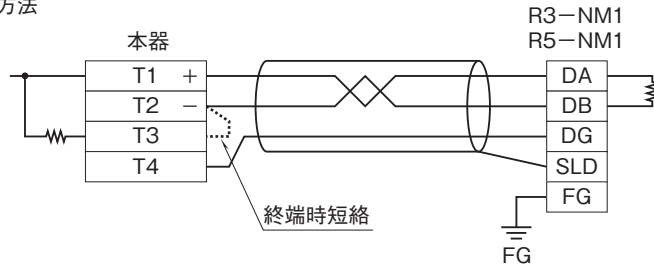 方法
R3－NM1
R5－NM1
本器
T1 +
T2 −
T3
T4
DA
DB
DG
SLD
FG
終端時短絡
FG